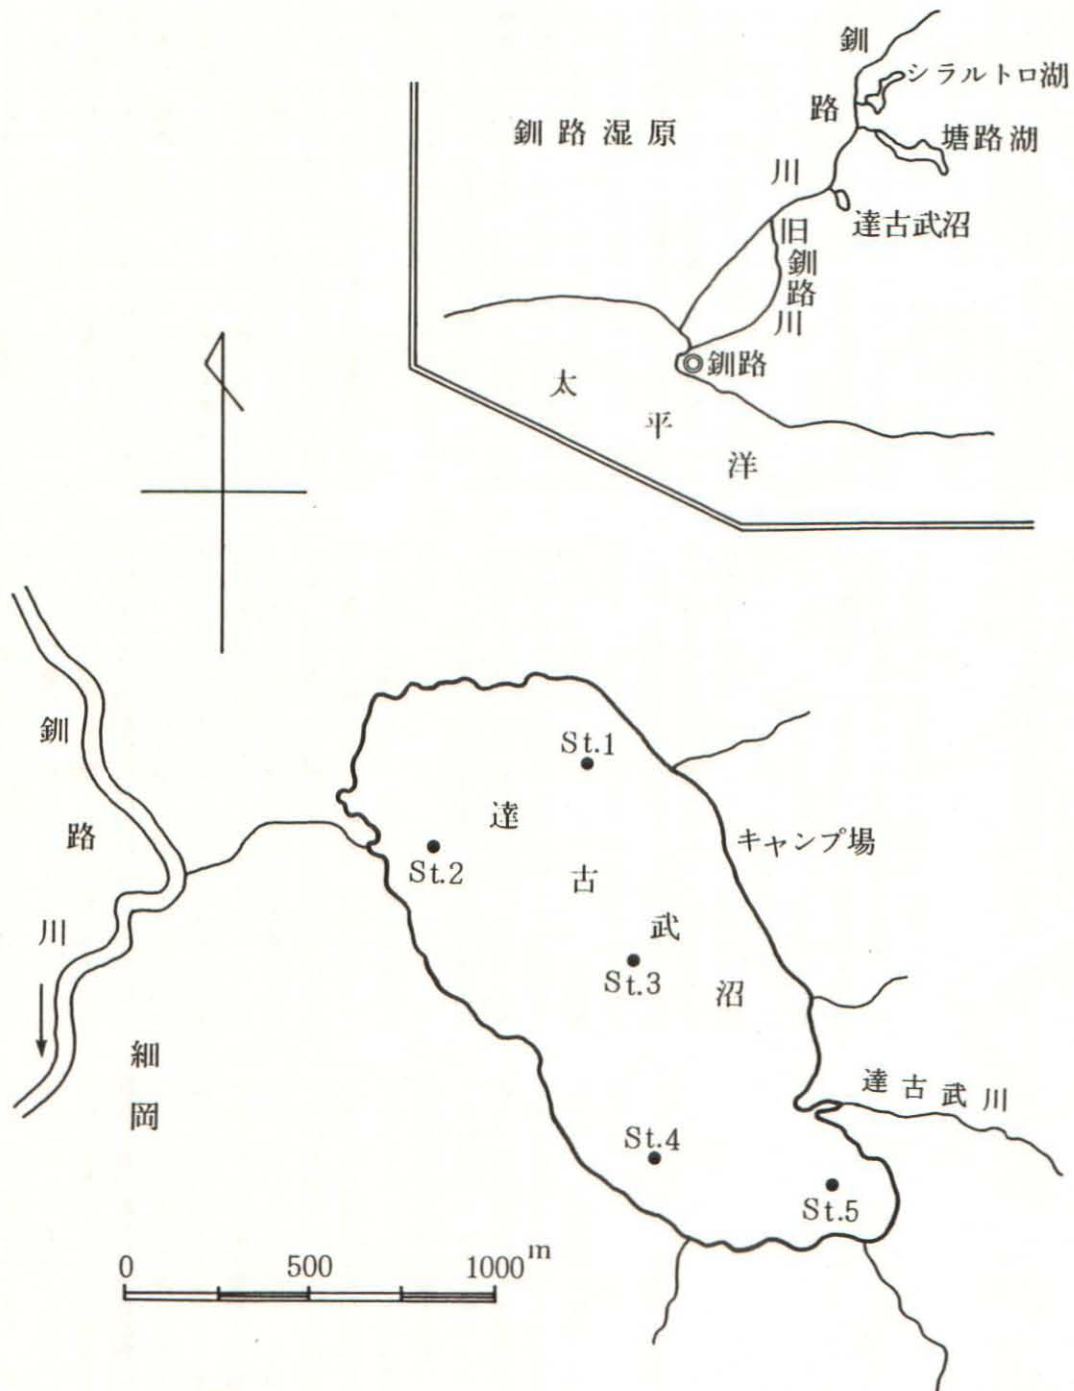 釧路川
シラルトロ湖
塘路湖
達古武沼
釧路湿原
旧釧路川
釧路
太平洋
釧路川
細岡
達古武沼
St.1
St.2
St.3
St.4
St.5
キャンプ場
達古武川
0 500 1000m